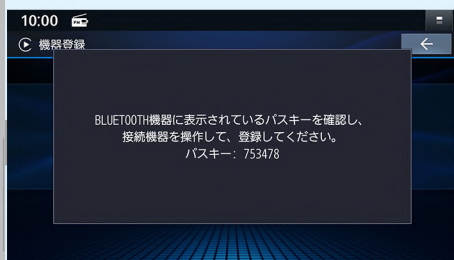 10:00
機器登録
BLUETOOTH機器に表示されているパスキーを確認し、
接続機器を操作して、登録してください。
パスキー: 753478